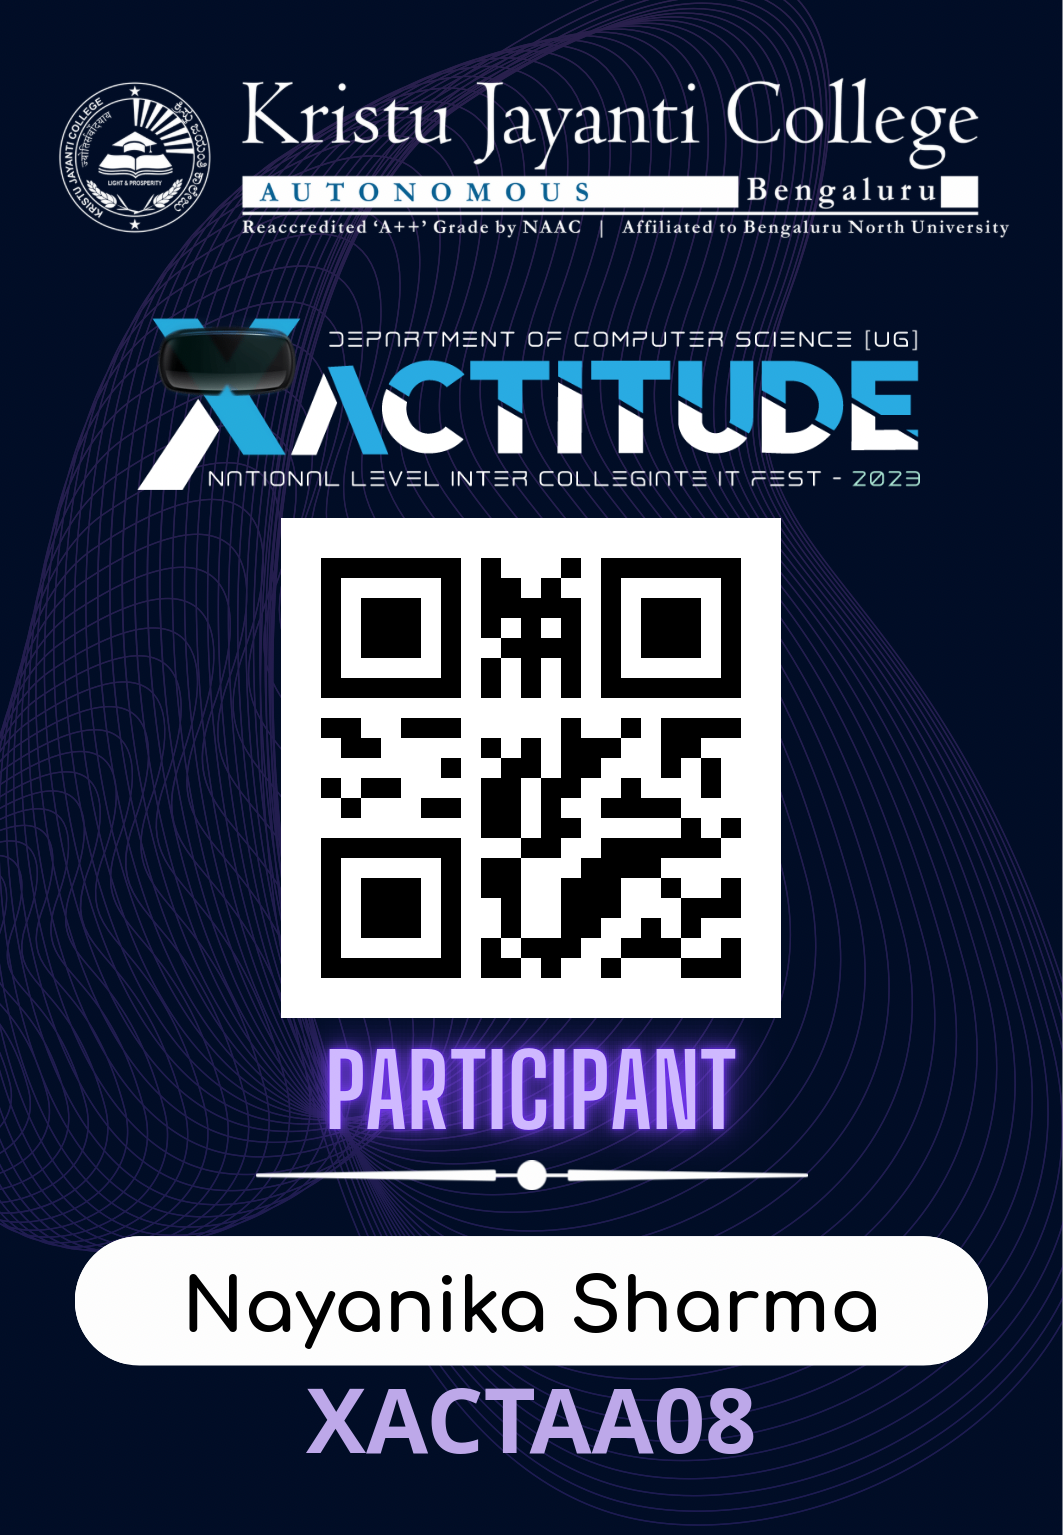 KRISTU JAYANTI COLLEGE
ಕ್ರಿಸ್ತು ಜಯಂತಿ ಕಾಲೇಜು
LIGHT & PROSPERITY
Kristu Jayanti College
AUTONOMOUS Bengaluru
Reaccredited ‘A++’ Grade by NAAC | Affiliated to Bengaluru North University
DEPARTMENT OF COMPUTER SCIENCE [UG]
XACTITUDE
NATIONAL LEVEL INTER COLLEGIATE IT FEST - 2023
PARTICIPANT
Nayanika Sharma
XACTAA08